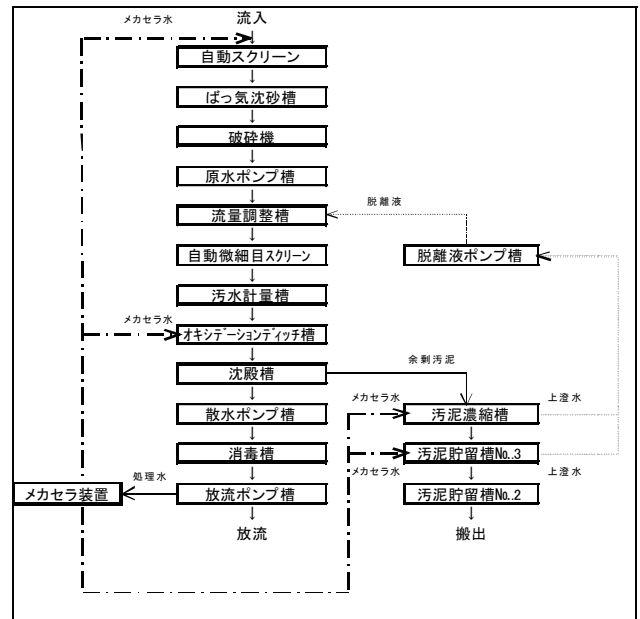 メカセラ水
流入
↓
自動スクリーン
↓
ばっ気沈砂槽
↓
破砕機
↓
原水ポンプ槽
↓
脱離液
流量調整槽
↓
自動微細目スクリーン
脱離液ポンプ槽
↓
汚水計量槽
メカセラ水
↓
オキシデーションディッチ槽
↓
余剰汚泥
沈殿槽
↓
メカセラ水
上澄水
散水ポンプ槽
汚泥濃縮槽
↓
↓
消毒槽
汚泥貯留槽No..3
処理水
↓
メカセラ水
↓
上澄水
メカセラ装置
放流ポンプ槽
汚泥貯留槽No..2
↓
↓
放流
搬出